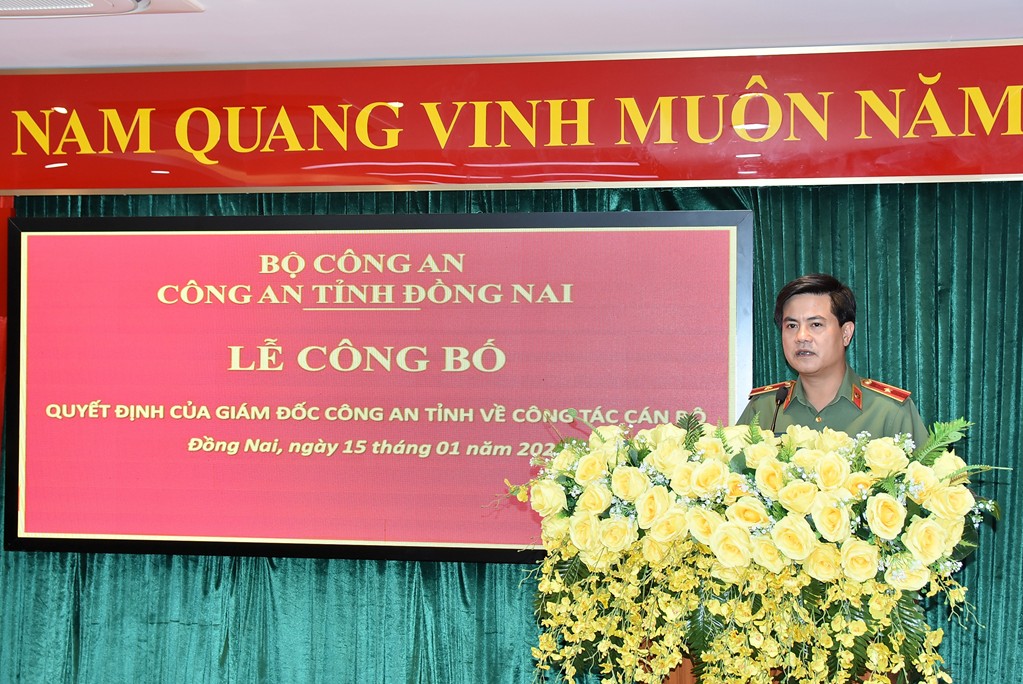 NAM QUANG VINH MUÔN NĂM
BỘ CÔNG AN
CÔNG AN TỈNH ĐỒNG NAI
LỄ CÔNG BỐ
QUYẾT ĐỊNH CỦA GIÁM ĐỐC CÔNG AN TỈNH VỀ CÔNG TÁC CÁN BỘ
Đồng Nai, ngày 15 tháng 01 năm